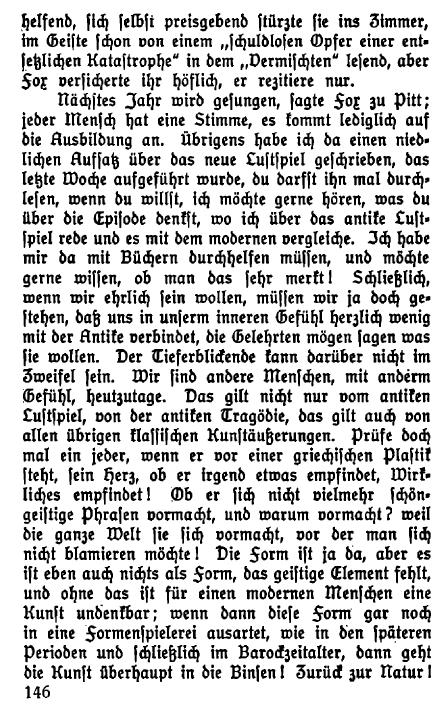 helfend, sich selbst preisgebend stürzte sie ins Zimmer,
im Geiste schon von einem „schuldlosen Opfer einer ent-
setzlichen Katastrophe“ in dem „Vermischten“ lesend, aber
Fox versicherte ihr höflich, er rezitiere nur.
Nächstes Jahr wird gesungen, sagte Fox zu Pitt;
jeder Mensch hat eine Stimme, es kommt lediglich auf
die Ausbildung an. Übrigens habe ich da einen nied-
lichen Aufsatz über das neue Lustspiel geschrieben, das
letzte Woche aufgeführt wurde, du darfst ihn mal durch-
lesen, wenn du willst, ich möchte gerne hören, was du
über die Episode denkst, wo ich über das antike Lust-
spiel rede und es mit dem modernen vergleiche. Ich habe
mir da mit Büchern durchhelfen müssen, und möchte
gerne wissen, ob man das sehr merkt! Schließlich,
wenn wir ehrlich sein wollen, müssen wir ja doch ge-
stehen, daß uns in unserm inneren Gefühl herzlich wenig
mit der Antike verbindet, die Gelehrten mögen sagen was
sie wollen. Der Tieferblickende kann darüber nicht im
Zweifel sein. Wir sind andere Menschen, mit anderm
Gefühl, heutzutage. Das gilt nicht nur vom antiken
Lustspiel, von der antiken Tragödie, das gilt auch von
allen übrigen klassischen Kunstäußerungen. Prüfe doch
mal ein jeder, wenn er vor einer griechischen Plastik
steht, sein Herz, ob er irgend etwas empfindet, Wirk-
liches empfindet! Ob er sich nicht vielmehr schön-
geistige Phrasen vormacht, und warum vormacht? weil
die ganze Welt sie sich vormacht, vor der man sich
nicht blamieren möchte! Die Form ist ja da, aber es
ist eben auch nichts als Form, das geistige Element fehlt,
und ohne das ist für einen modernen Menschen eine
Kunst undenkbar; wenn dann diese Form gar noch
in eine Formenspielerei ausartet, wie in den späteren
Perioden und schließlich im Barockzeitalter, dann geht
die Kunst überhaupt in die Binsen! Zurück zur Natur!
146